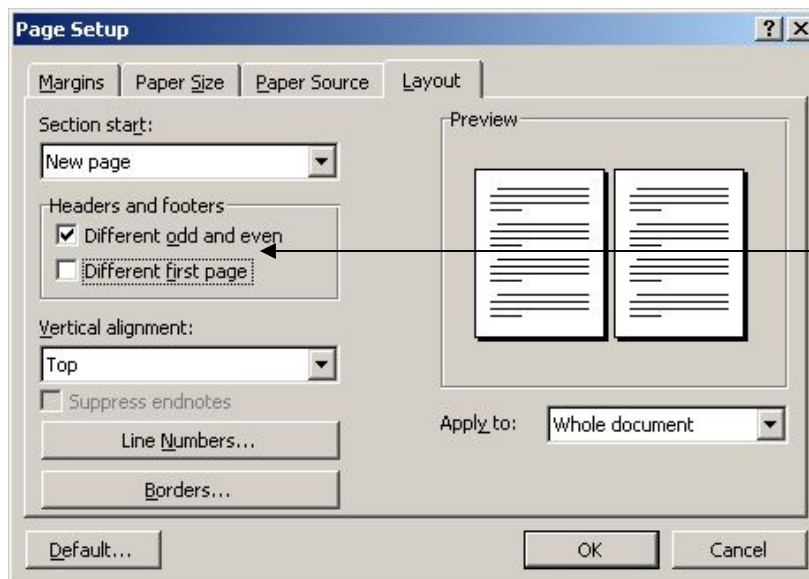 Page Setup
Margins Paper Size Paper Source Layout
Section start:
New page
Headers and footers
Different odd and even
Different first page
Vertical alignment:
Top
Suppress endnotes
Line Numbers...
Borders...
Preview
Apply to: Whole document
Default... OK Cancel